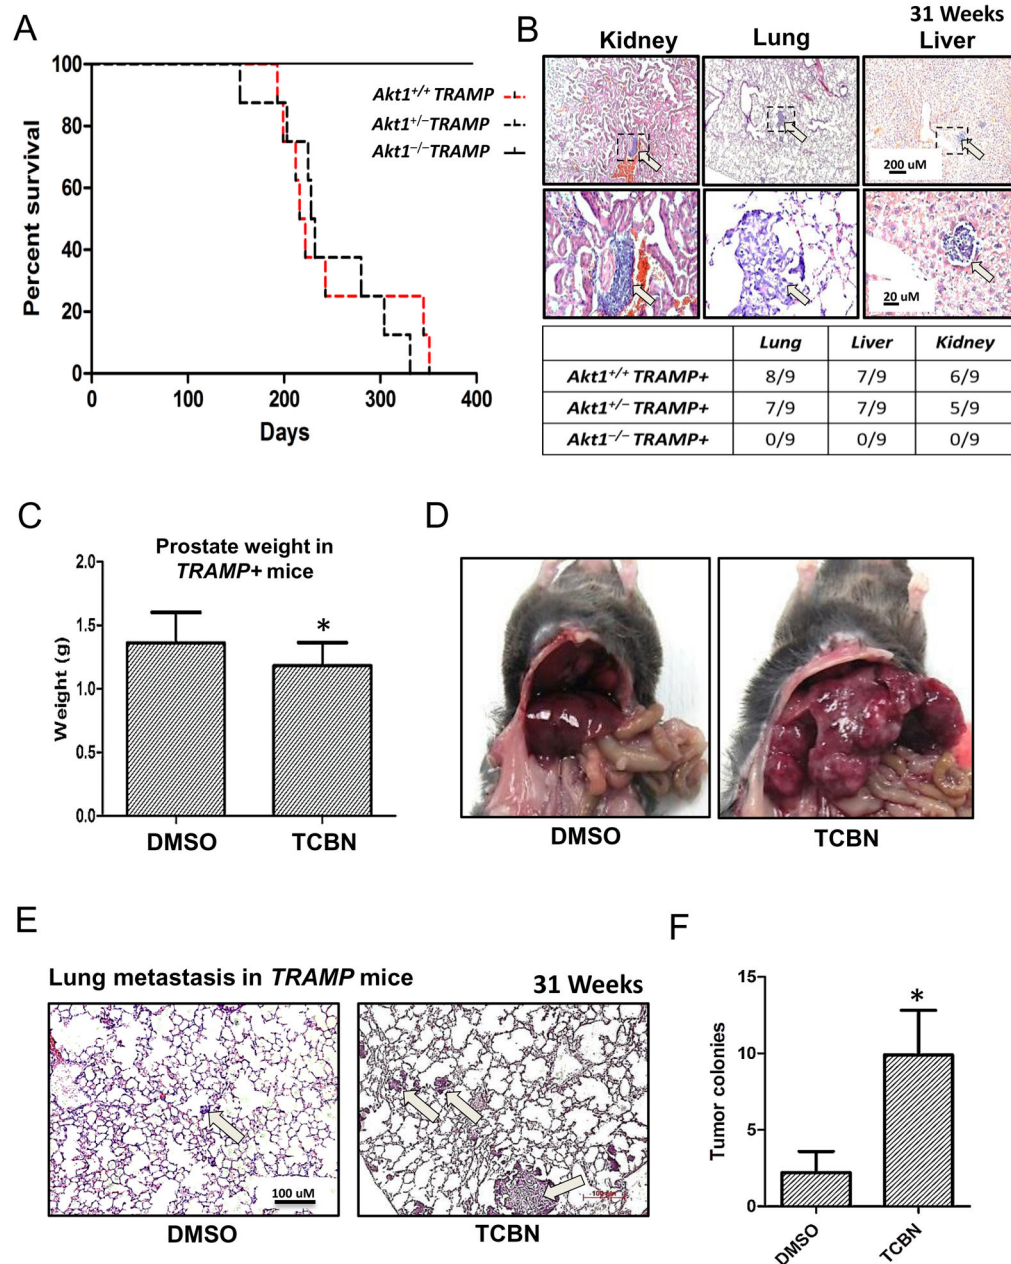 A
100
80
60
40
20
0
Percent survival
0 100 200 300 400
Days
Akt1+/+ TRAMP
Akt1+/− TRAMP
Akt1−/− TRAMP
B
31 Weeks
Kidney Lung Liver
200 uM
20 uM
Lung Liver Kidney
Akt1+/+ TRAMP+ 8/9 7/9 6/9
Akt1+/− TRAMP+ 7/9 7/9 5/9
Akt1−/− TRAMP+ 0/9 0/9 0/9
C
Prostate weight in
TRAMP+ mice
2.0
1.5
1.0
0.5
0.0
Weight (g)
*
DMSO TCBN
D
DMSO TCBN
E
Lung metastasis in TRAMP mice
31 Weeks
100 uM
DMSO TCBN
F
15
10
5
0
Tumor colonies
*
DMSO TCBN